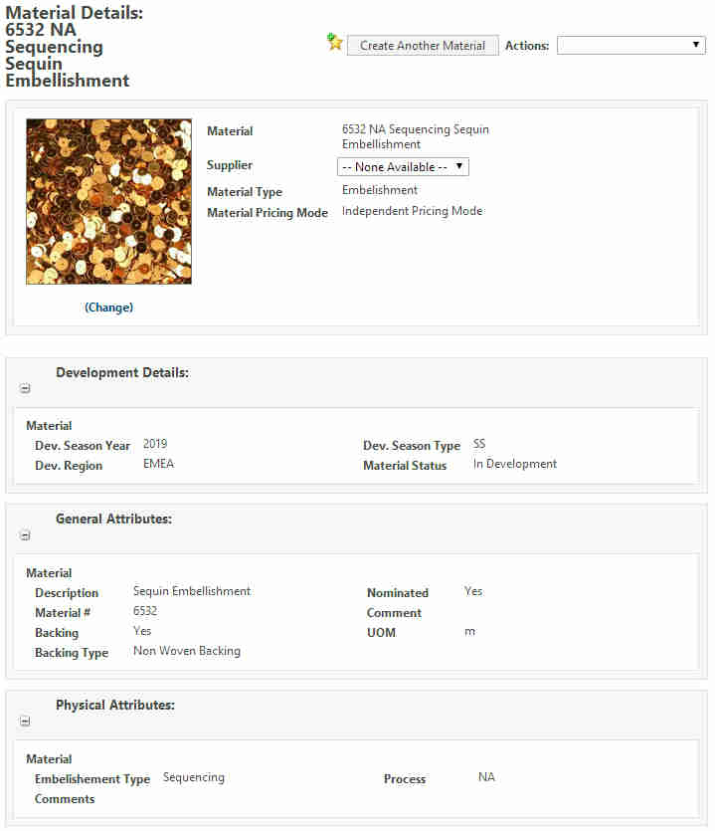 Material Details:
6532 NA
Sequencing
Sequin
Embellishment
Create Another Material Actions:
Material 6532 NA Sequencing Sequin
Embellishment
Supplier -- None Available --
Material Type Embelishment
Material Pricing Mode Independent Pricing Mode
(Change)
Development Details:
Material
Dev. Season Year 2019 Dev. Season Type SS
Dev. Region EMEA Material Status In Development
General Attributes:
Material
Description Sequin Embellishment Nominated Yes
Material # 6532 Comment
Backing Yes UOM m
Backing Type Non Woven Backing
Physical Attributes:
Material
Embelishement Type Sequencing Process NA
Comments